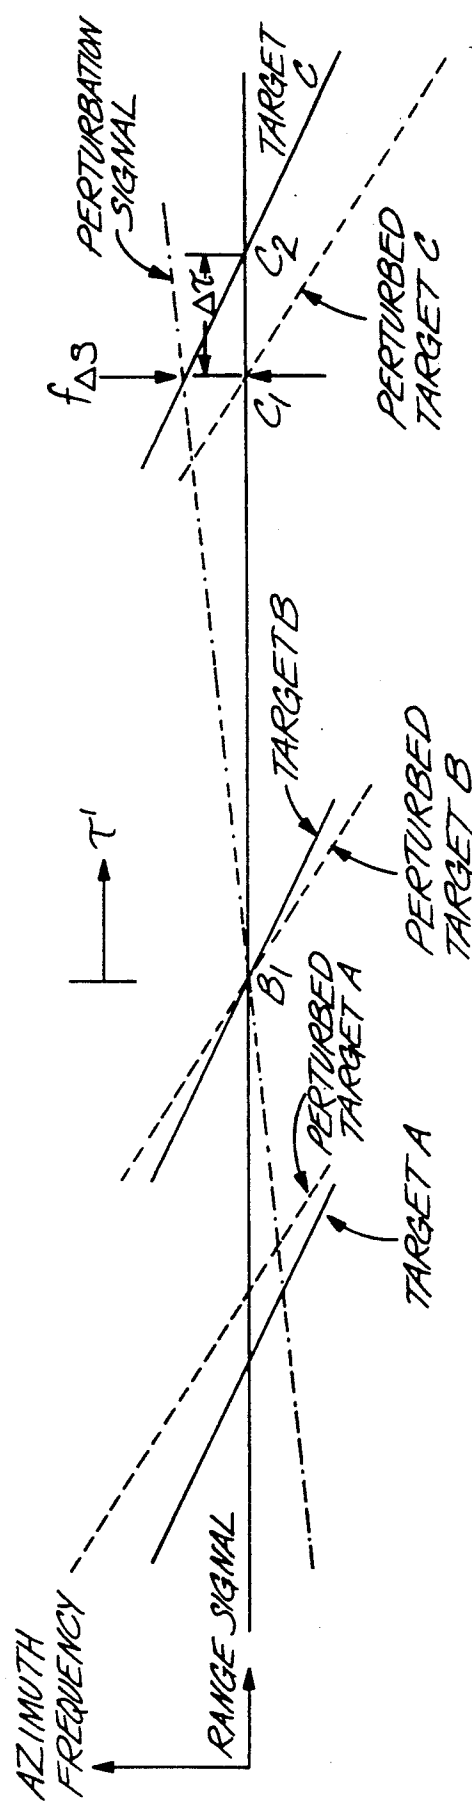 AZIMUTH
FREQUENCY
RANGE SIGNAL
τ'
B1
PERTURBED
TARGET A
TARGET A
TARGET B
PERTURBED
TARGET B
PERTURBATION
SIGNAL
fΔ3
Δτ
C1
C2
TARGET
C
PERTURBED
TARGET C